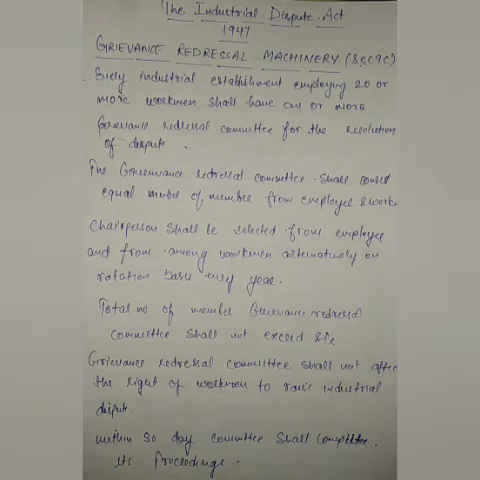 The Industrial Dispute Act
1947
GRIEVANCE REDRESSAL MACHINERY (Sec 9C)
Every industrial establishment employing 20 or
more workmen shall have one or more
Grievance redressal committee for the resolution
of dispute.
The Grievance redressal committee shall consist
equal number of member from employee & work
Chairperson shall be selected from employee
and from among workmen alternatively on
rotation basis every year.
Total no of member Grievance redressal
committee shall not exceed six
Grievance redressal committee shall not affec
the right of workmen to raise industrial
dispute.
within 30 day committee shall complete
its Proceedings.